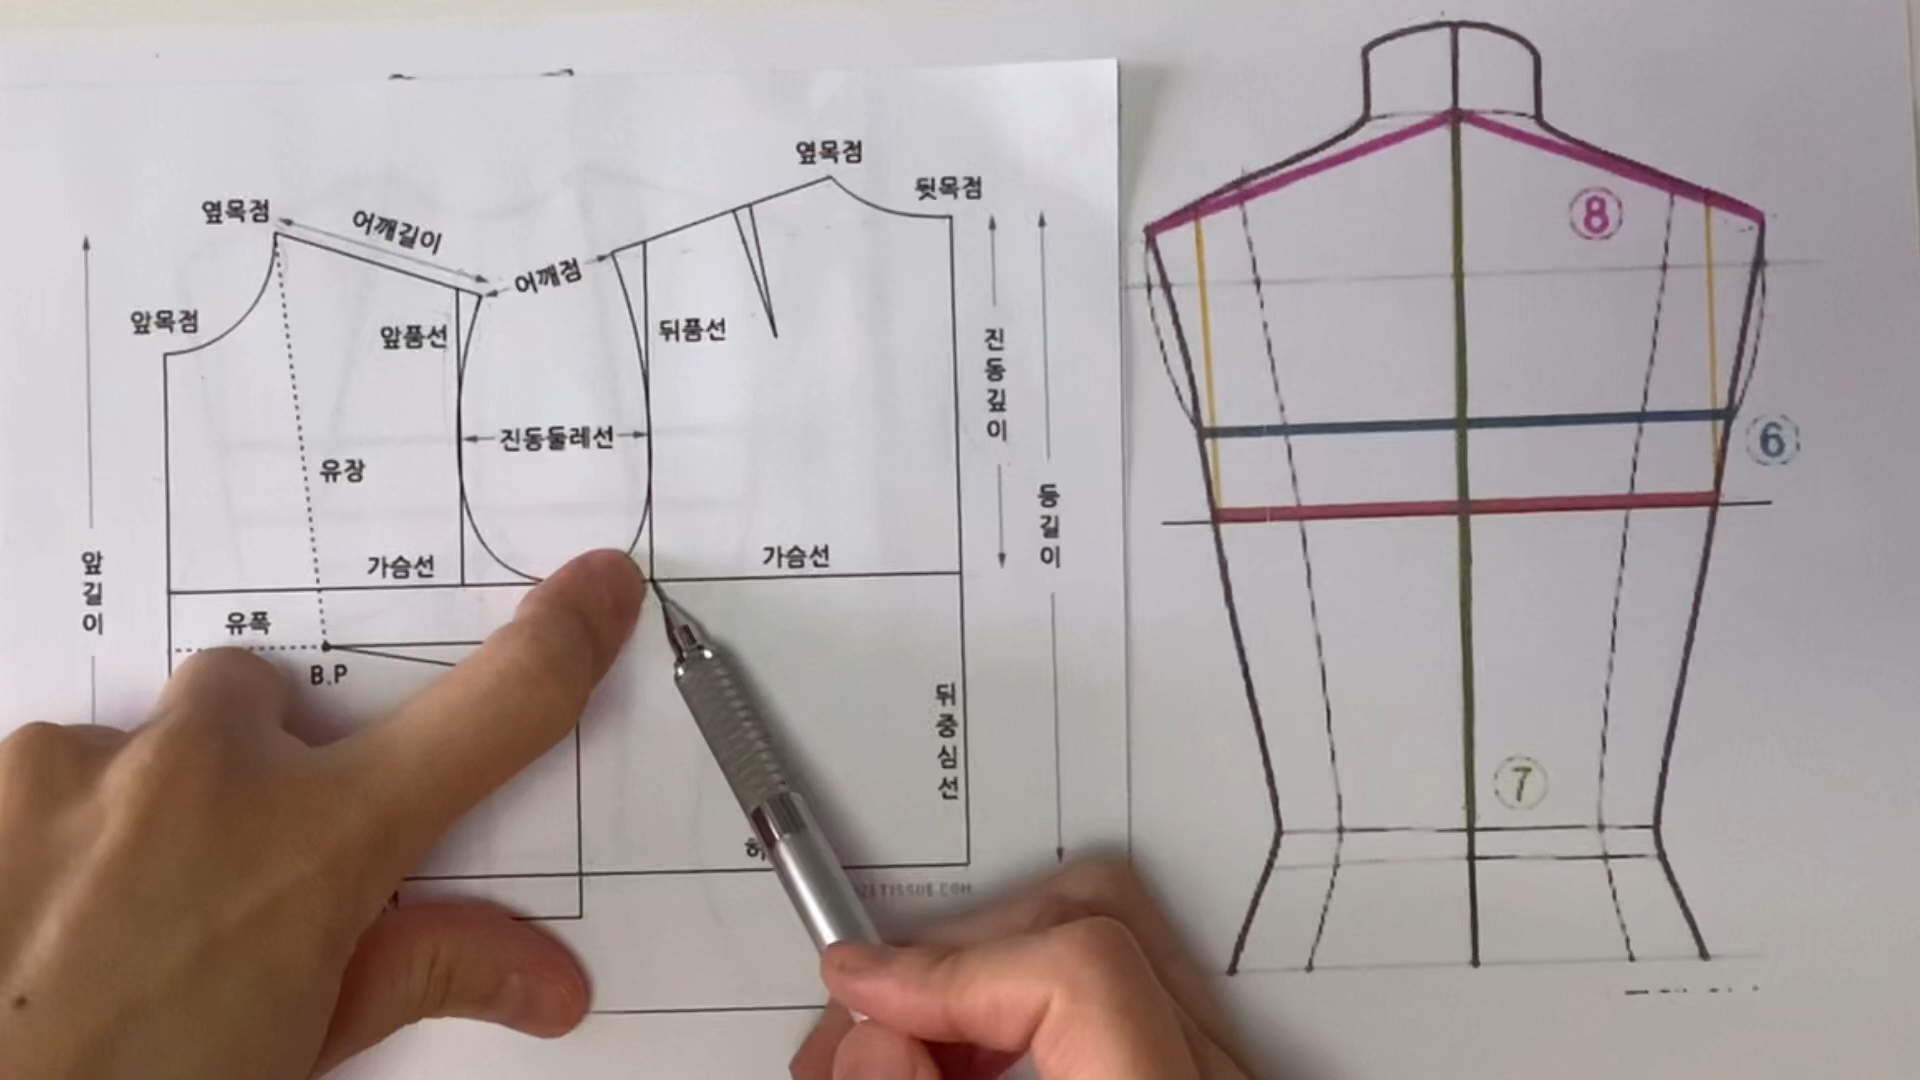 옆목점
뒷목점
옆목점
어깨길이
어깨점
앞목점
앞품선
뒤품선
진동깊이
진동둘레선
유장
등길이
앞길이
가슴선
가슴선
유폭
B.P
뒤중심선
허
8
6
7